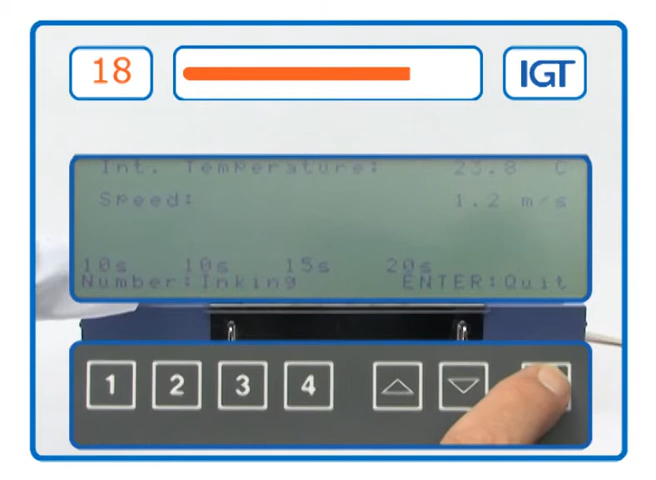 18
IGT
Int. Temperature: 23.8 C
Speed: 1.2 m/s
10s 10s 15s 20s
Number:Inking ENTER:Quit
1 2 3 4